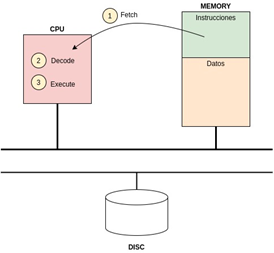 MEMORY
1 Fetch
Instrucciones
CPU
2 Decode
Datos
3 Execute
DISC